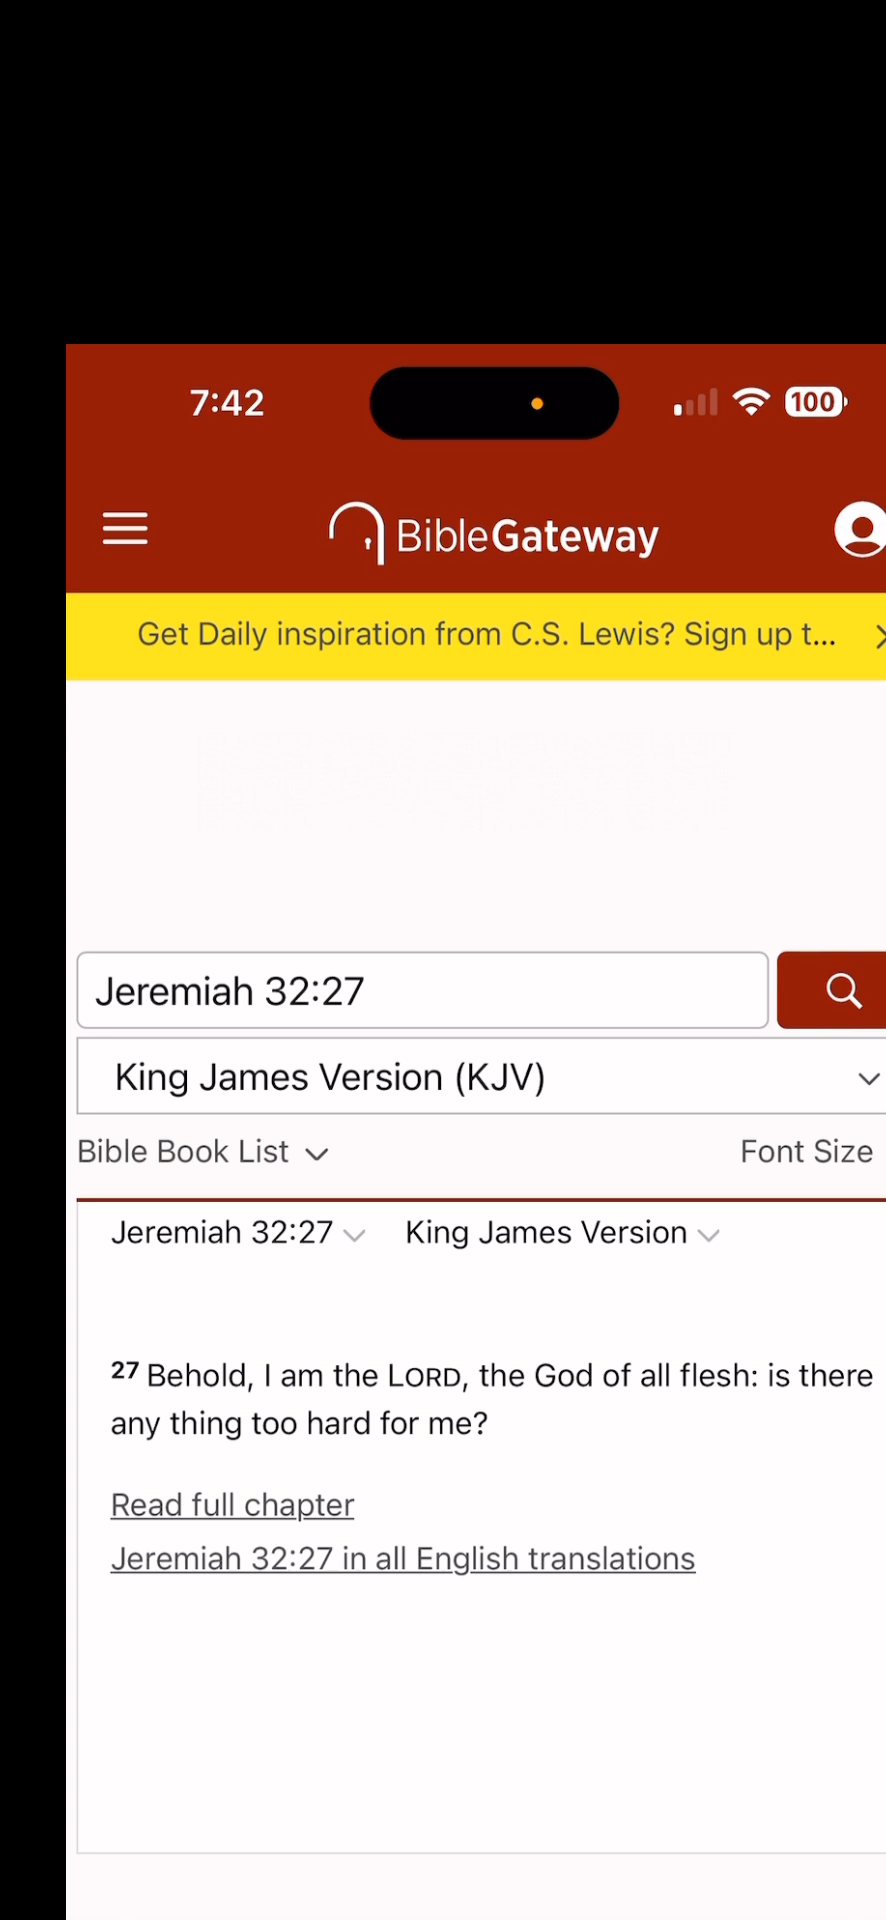 7:42
100
BibleGateway
Get Daily inspiration from C.S. Lewis? Sign up t...
Jeremiah 32:27
King James Version (KJV)
Bible Book List
Font Size
Jeremiah 32:27 King James Version
27 Behold, I am the LORD, the God of all flesh: is there
any thing too hard for me?
Read full chapter
Jeremiah 32:27 in all English translations